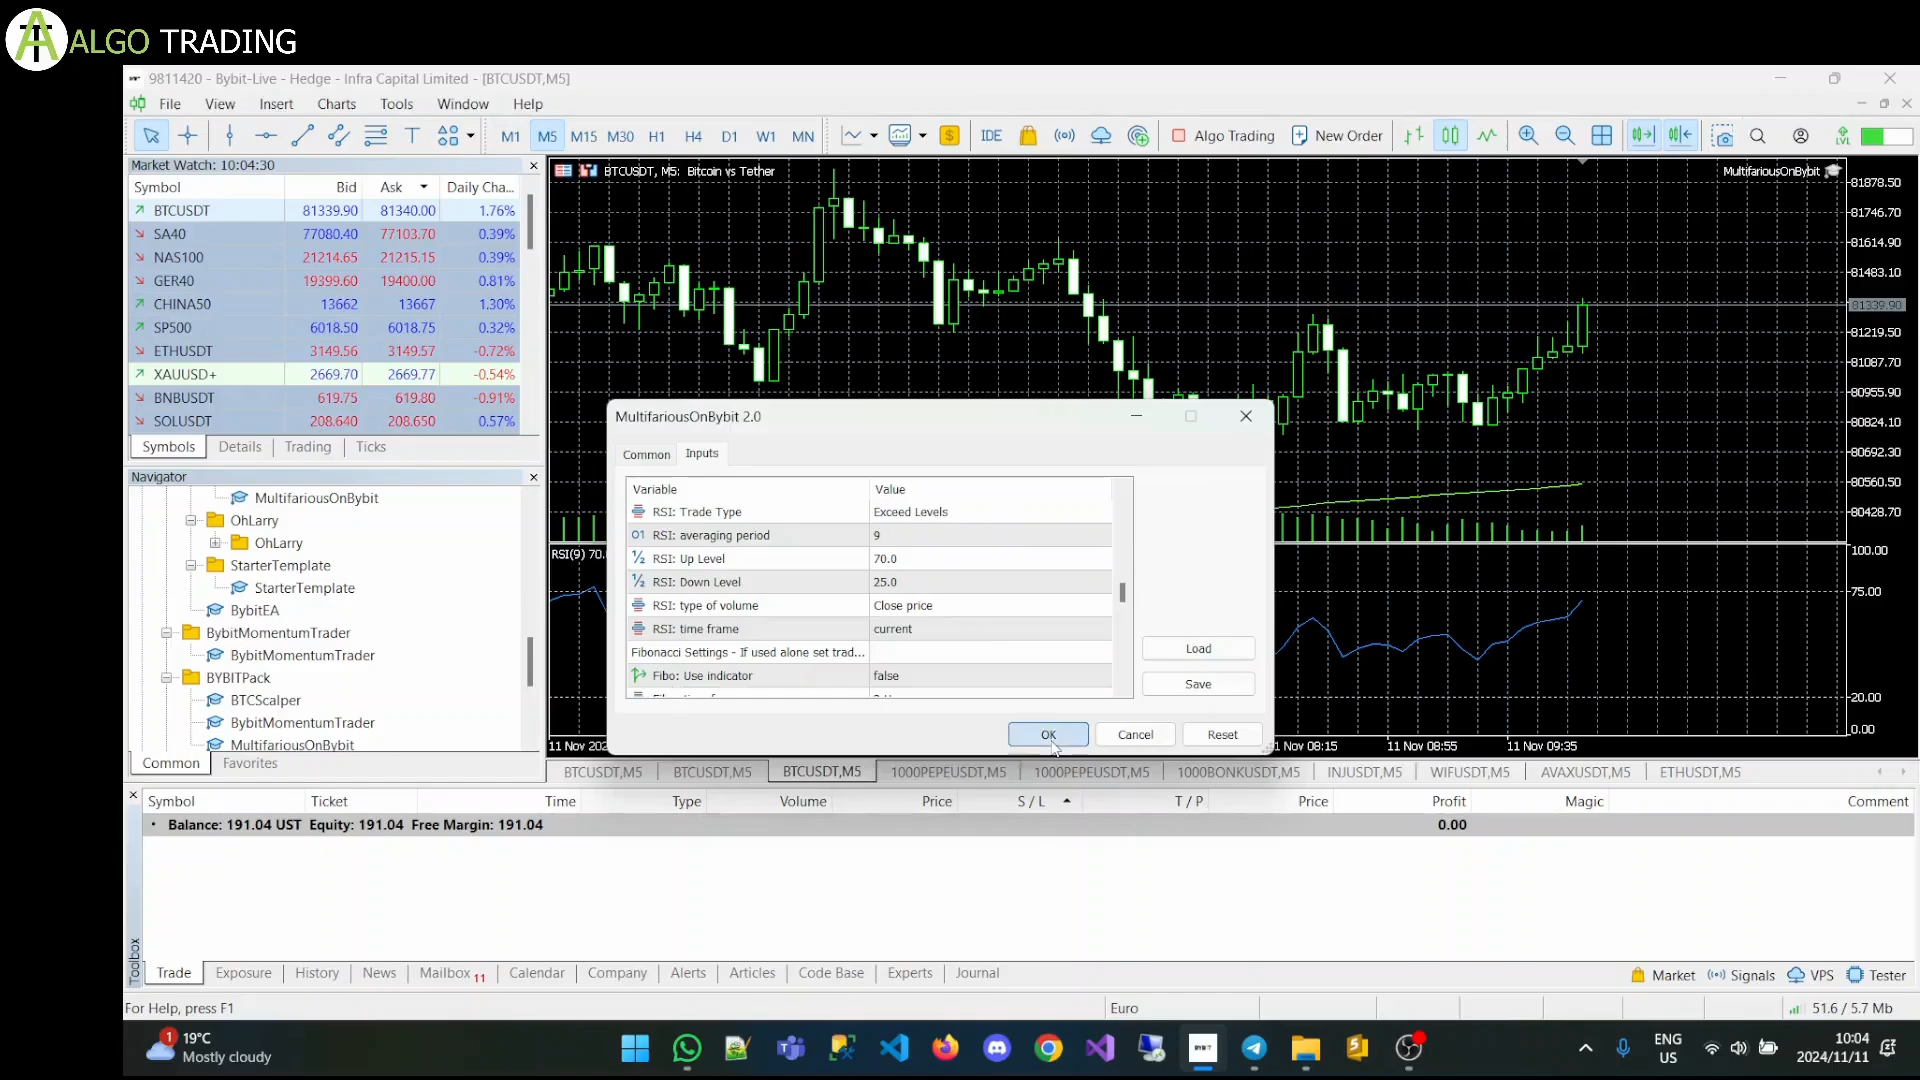 ALGO TRADING
9811420 - Bybit-Live - Hedge - Infra Capital Limited - [BTCUSDT,M5]
File View Insert Charts Tools Window Help
M1 M5 M15 M30 H1 H4 D1 W1 MN IDE Algo Trading New Order LVL
Market Watch: 10:04:30
Symbol Bid Ask Daily Cha...
BTCUSDT 81339.90 81340.00 1.76%
SA40 77080.40 77103.70 0.39%
NAS100 21214.65 21215.15 0.39%
GER40 19399.60 19400.00 0.81%
CHINA50 13662 13667 1.30%
SP500 6018.50 6018.75 0.32%
ETHUSDT 3149.56 3149.57 -0.72%
XAUUSD+ 2669.70 2669.77 -0.54%
BNBUSDT 619.75 619.80 -0.91%
SOLUSDT 208.640 208.650 0.57%
Symbols Details Trading Ticks
Navigator
MultifariousOnBybit
OhLarry
OhLarry
StarterTemplate
StarterTemplate
BybitEA
BybitMomentumTrader
BybitMomentumTrader
BYBITPack
BTCScalper
BybitMomentumTrader
MultifariousOnBybit
Common Favorites
BTCUSDT, M5: Bitcoin vs Tether
MultifariousOnBybit
81878.50
81746.70
81614.90
81483.10
81339.90
81219.50
81087.70
80955.90
80824.10
80692.30
80560.50
80428.70
RSI(9) 70.
100.00
75.00
20.00
0.00
11 Nov 202
1 Nov 08:15 11 Nov 08:55 11 Nov 09:35
MultifariousOnBybit 2.0
Common Inputs
Variable Value
RSI: Trade Type Exceed Levels
RSI: averaging period 9
RSI: Up Level 70.0
RSI: Down Level 25.0
RSI: type of volume Close price
RSI: time frame current
Fibonacci Settings - If used alone set trad...
Fibo: Use indicator false
Load
Save
OK Cancel Reset
BTCUSDT,M5 BTCUSDT,M5 BTCUSDT,M5 1000PEPEUSDT,M5 1000PEPEUSDT,M5 1000BONKUSDT,M5 INJUSDT,M5 WIFUSDT,M5 AVAXUSDT,M5 ETHUSDT,M5
Symbol Ticket Time Type Volume Price S / L T / P Price Profit Magic Comment
Balance: 191.04 UST Equity: 191.04 Free Margin: 191.04 0.00
Toolbox
Trade Exposure History News Mailbox 11 Calendar Company Alerts Articles Code Base Experts Journal
Market Signals VPS Tester
For Help, press F1 Euro 51.6 / 5.7 Mb
1 19°C
Mostly cloudy
BYBIT
ENG
US
10:04
2024/11/11